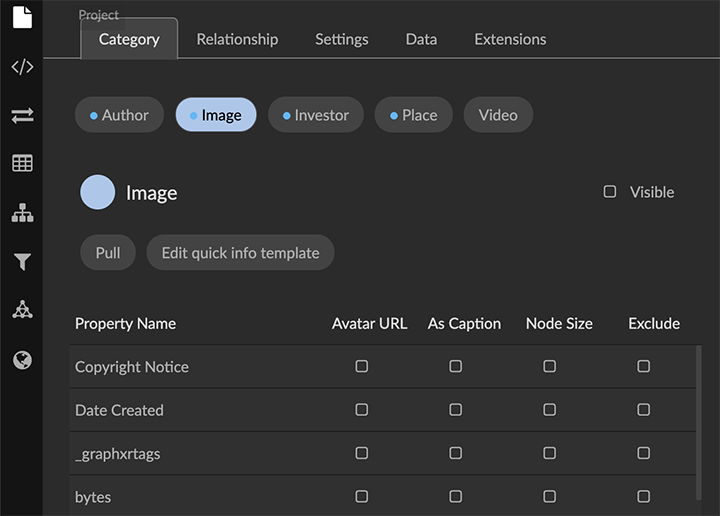 Project
Category Relationship Settings Data Extensions
Author Image Investor Place Video
Image Visible
Pull Edit quick info template
Property Name Avatar URL As Caption Node Size Exclude
Copyright Notice
Date Created
_graphxrtags
bytes